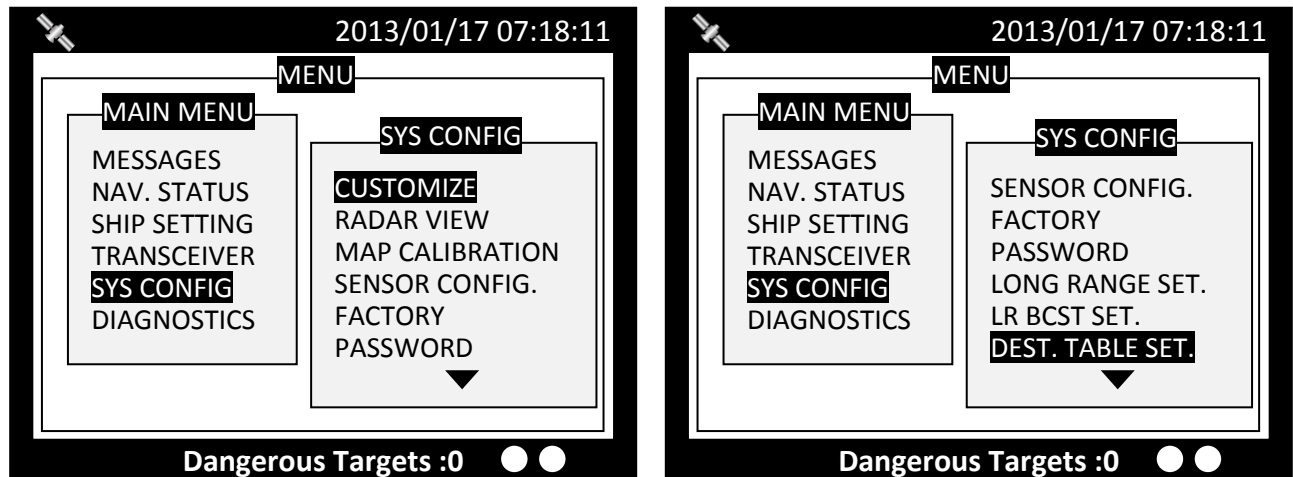 2013/01/17 07:18:11
MENU
MAIN MENU
MESSAGES
NAV. STATUS
SHIP SETTING
TRANSCEIVER
SYS CONFIG
DIAGNOSTICS
SYS CONFIG
CUSTOMIZE
RADAR VIEW
MAP CALIBRATION
SENSOR CONFIG.
FACTORY
PASSWORD
Dangerous Targets :0
2013/01/17 07:18:11
MENU
MAIN MENU
MESSAGES
NAV. STATUS
SHIP SETTING
TRANSCEIVER
SYS CONFIG
DIAGNOSTICS
SYS CONFIG
SENSOR CONFIG.
FACTORY
PASSWORD
LONG RANGE SET.
LR BCST SET.
DEST. TABLE SET.
Dangerous Targets :0